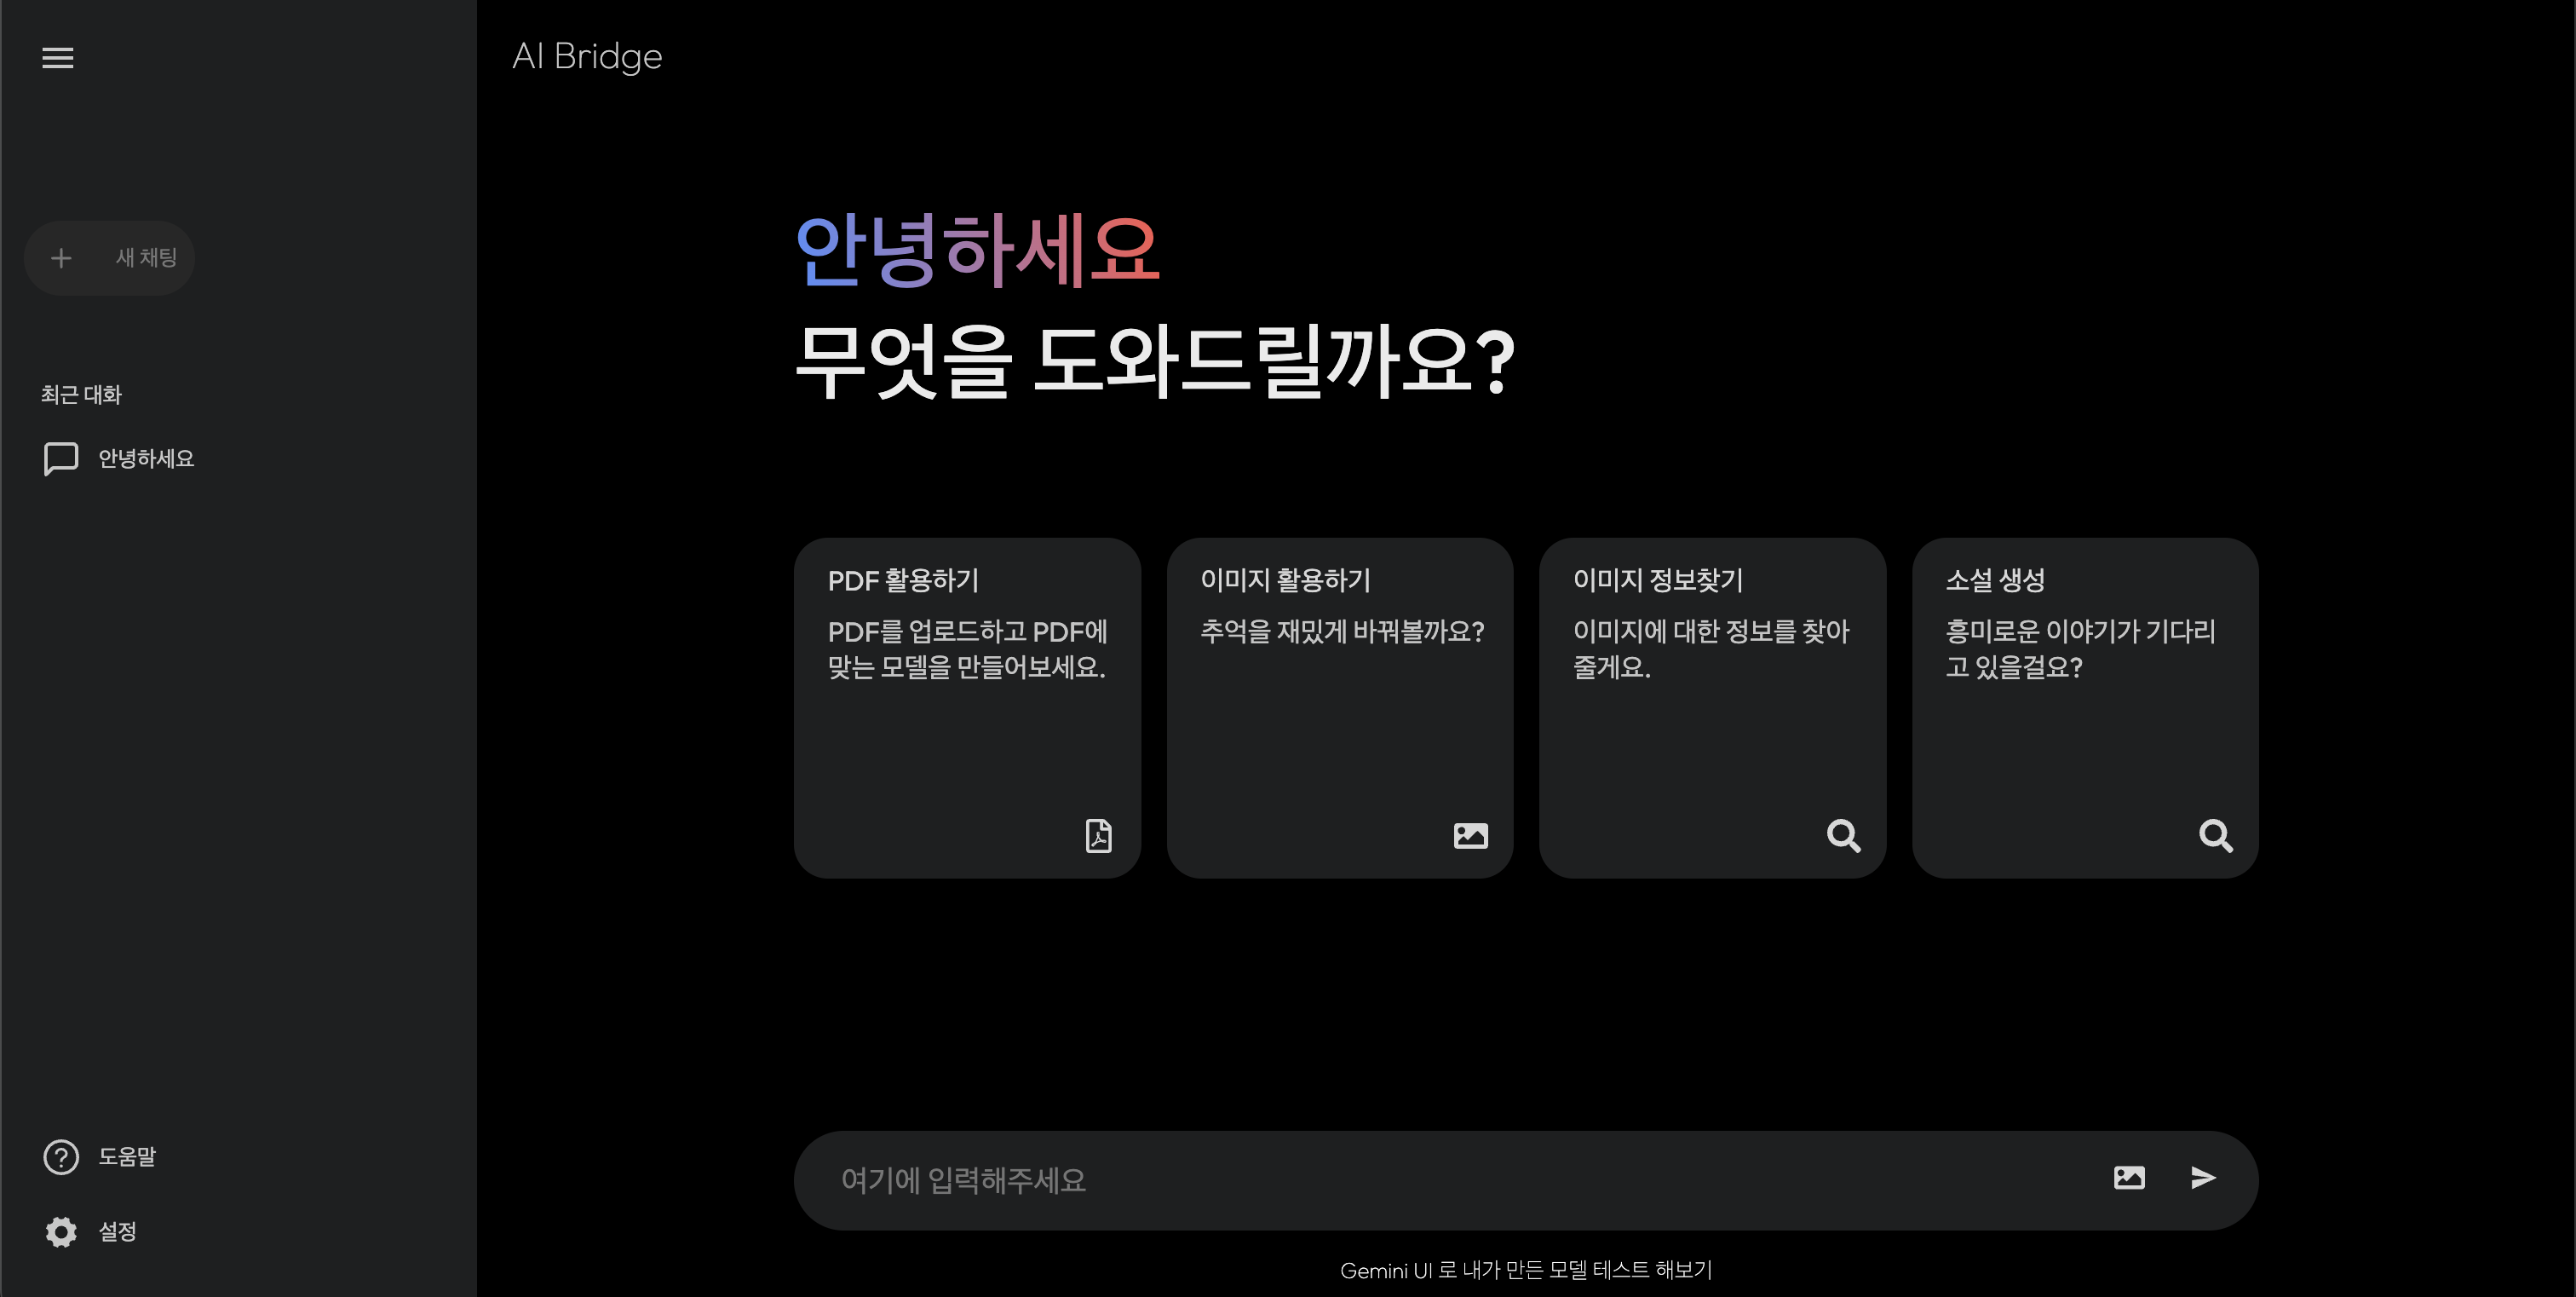 AI Bridge
새 채팅
최근 대화
안녕하세요
도움말
설정
안녕하세요
무엇을 도와드릴까요?
PDF 활용하기
PDF를 업로드하고 PDF에
맞는 모델을 만들어보세요.
이미지 활용하기
추억을 재밌게 바꿔볼까요?
이미지 정보찾기
이미지에 대한 정보를 찾아
줄게요.
소설 생성
흥미로운 이야기가 기다리
고 있을걸요?
여기에 입력해주세요
Gemini UI 로 내가 만든 모델 테스트 해보기